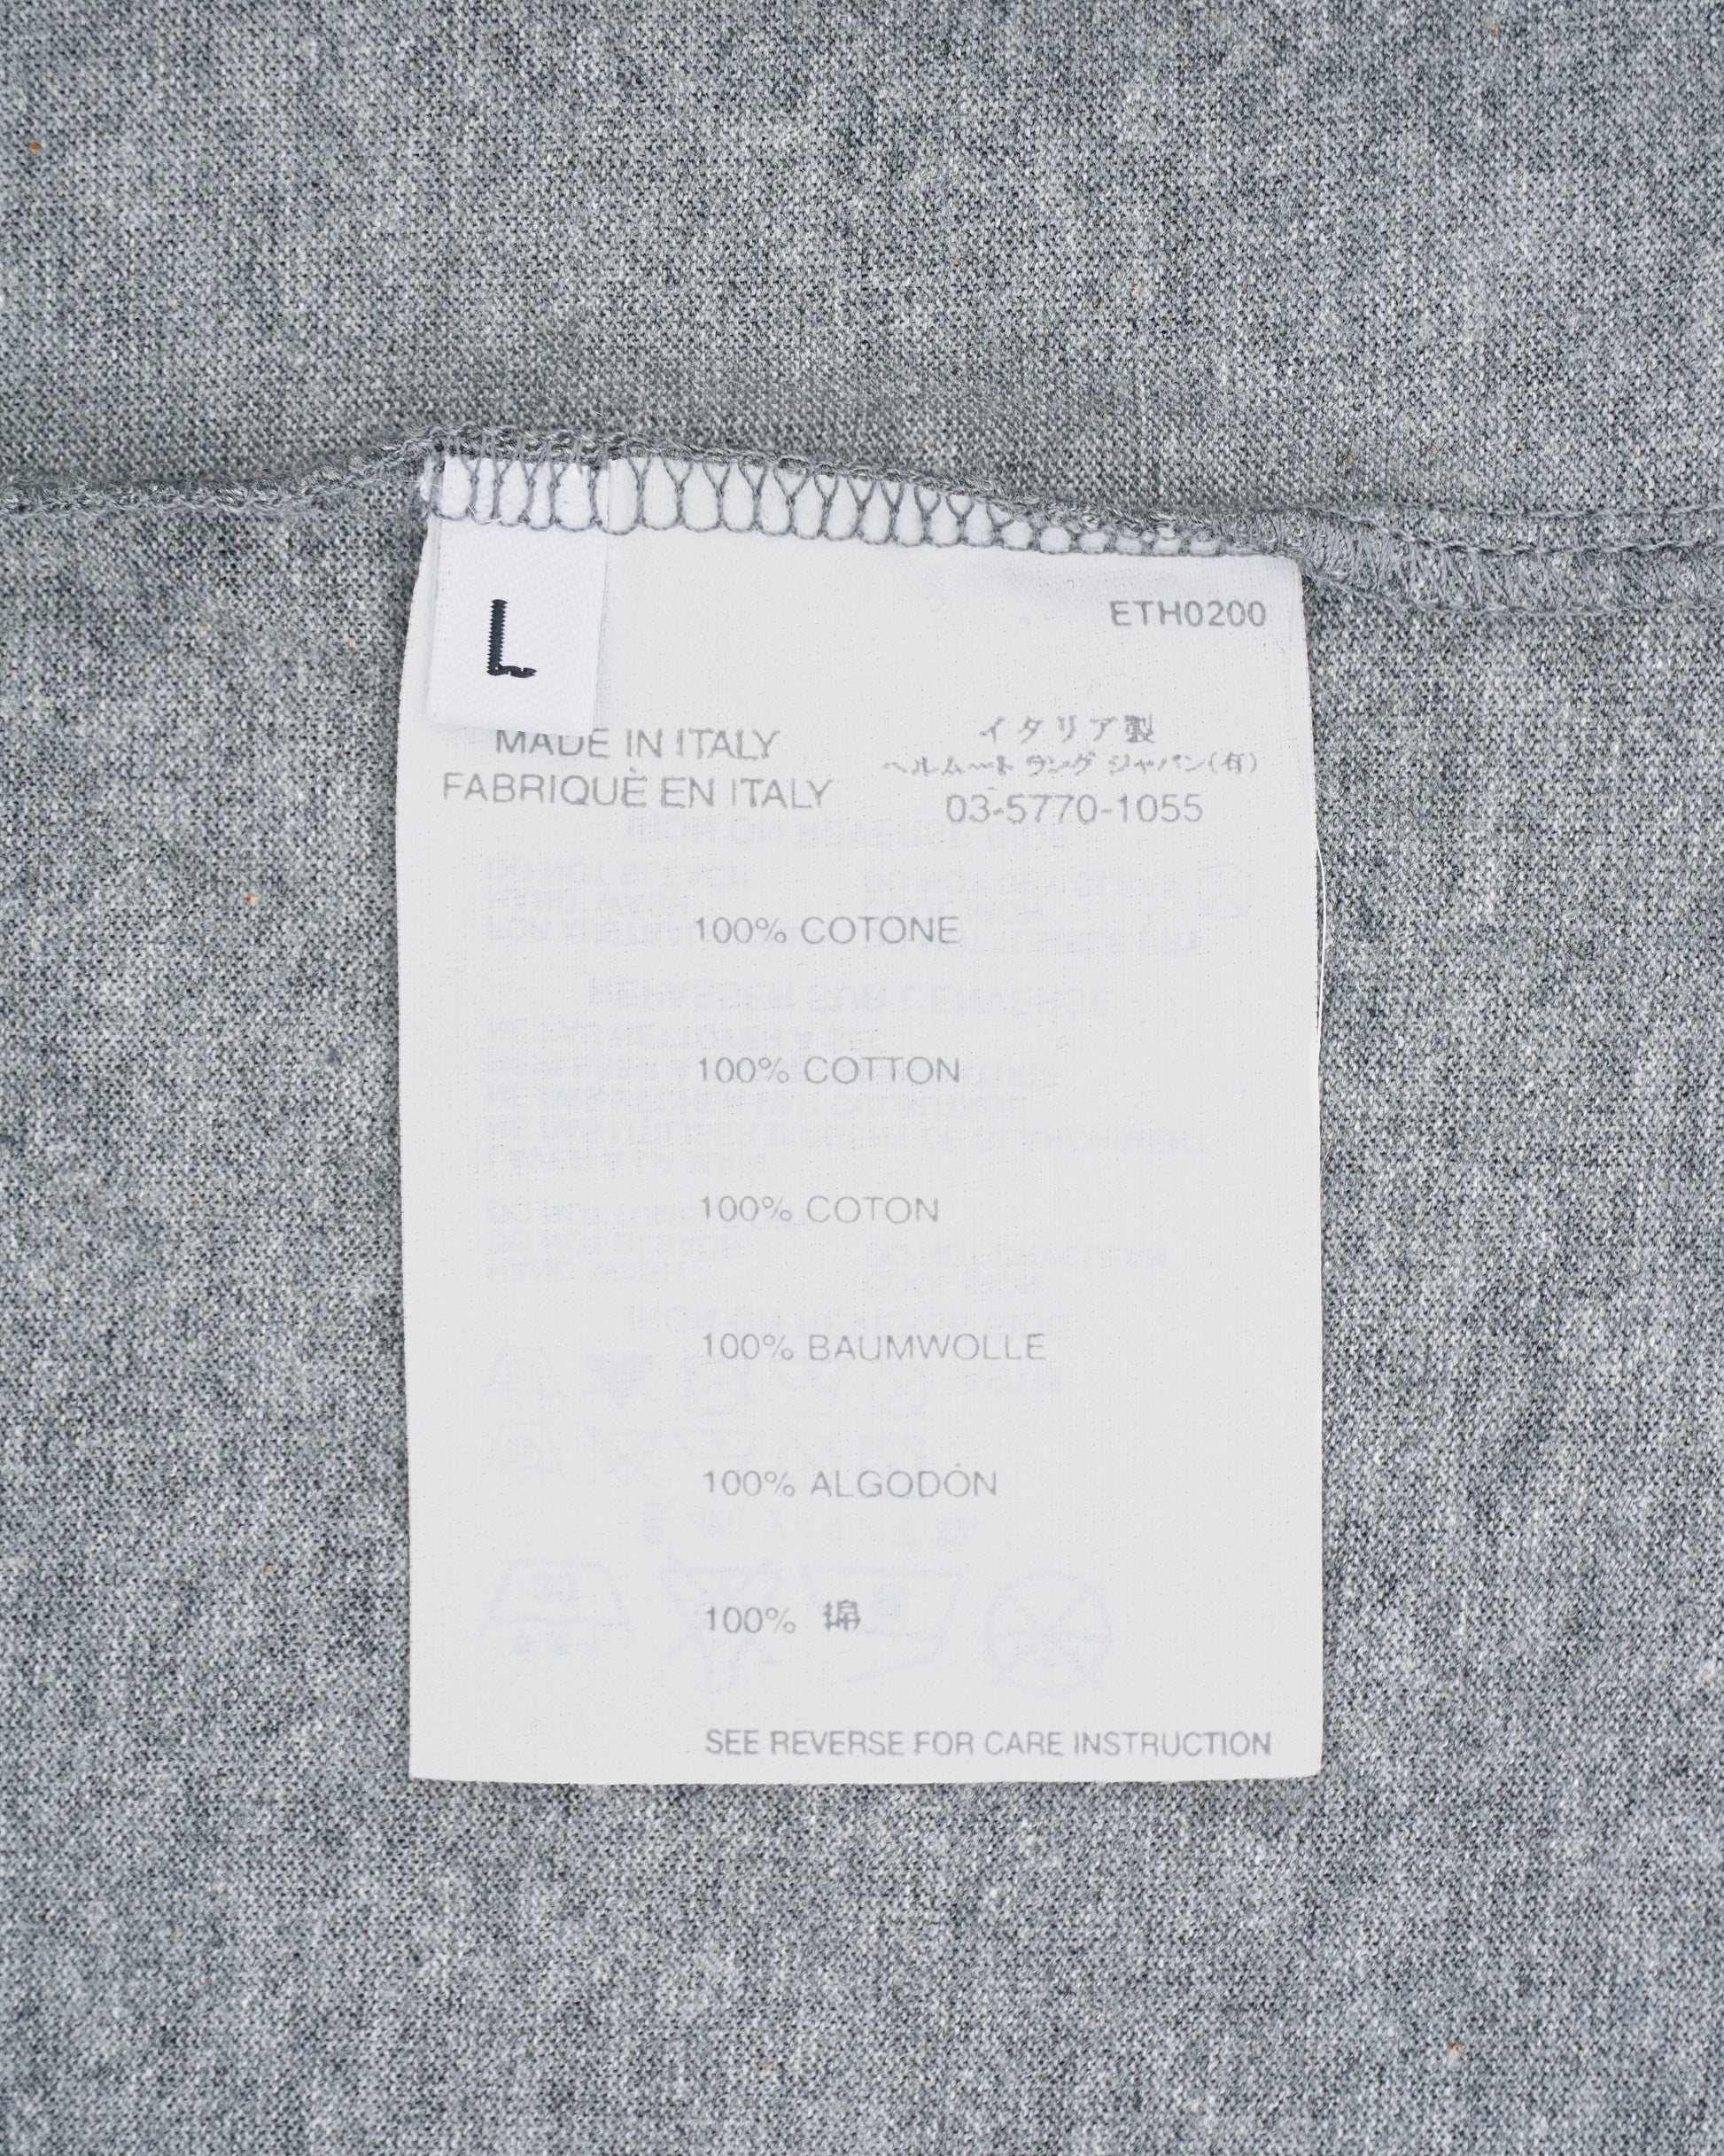 L
ETH0200
MADE IN ITALY
FABRIQUÈ EN ITALY
イタリア製
ヘルムート ラング ジャパン(有)
03-5770-1055
100% COTONE
100% COTTON
100% COTON
100% BAUMWOLLE
100% ALGODÓN
100% 綿
SEE REVERSE FOR CARE INSTRUCTION